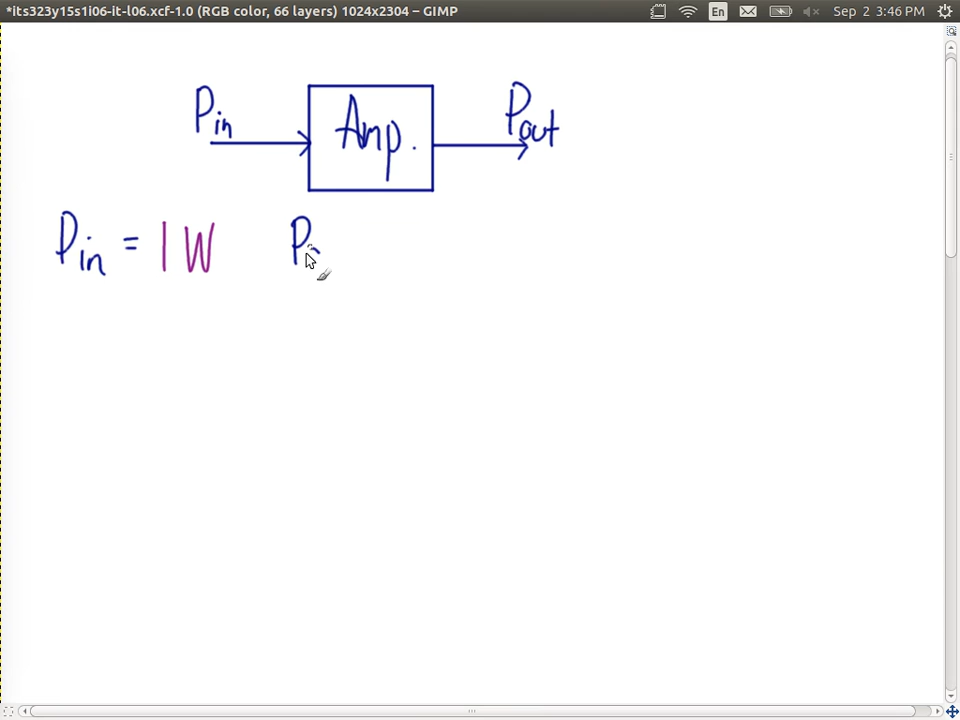 *its323y15s1i06-it-l06.xcf-1.0 (RGB color, 66 layers) 1024x2304 – GIMP
En
Sep 2 3:46 PM
Pin
Amp.
Pout
Pin = 1 W
P